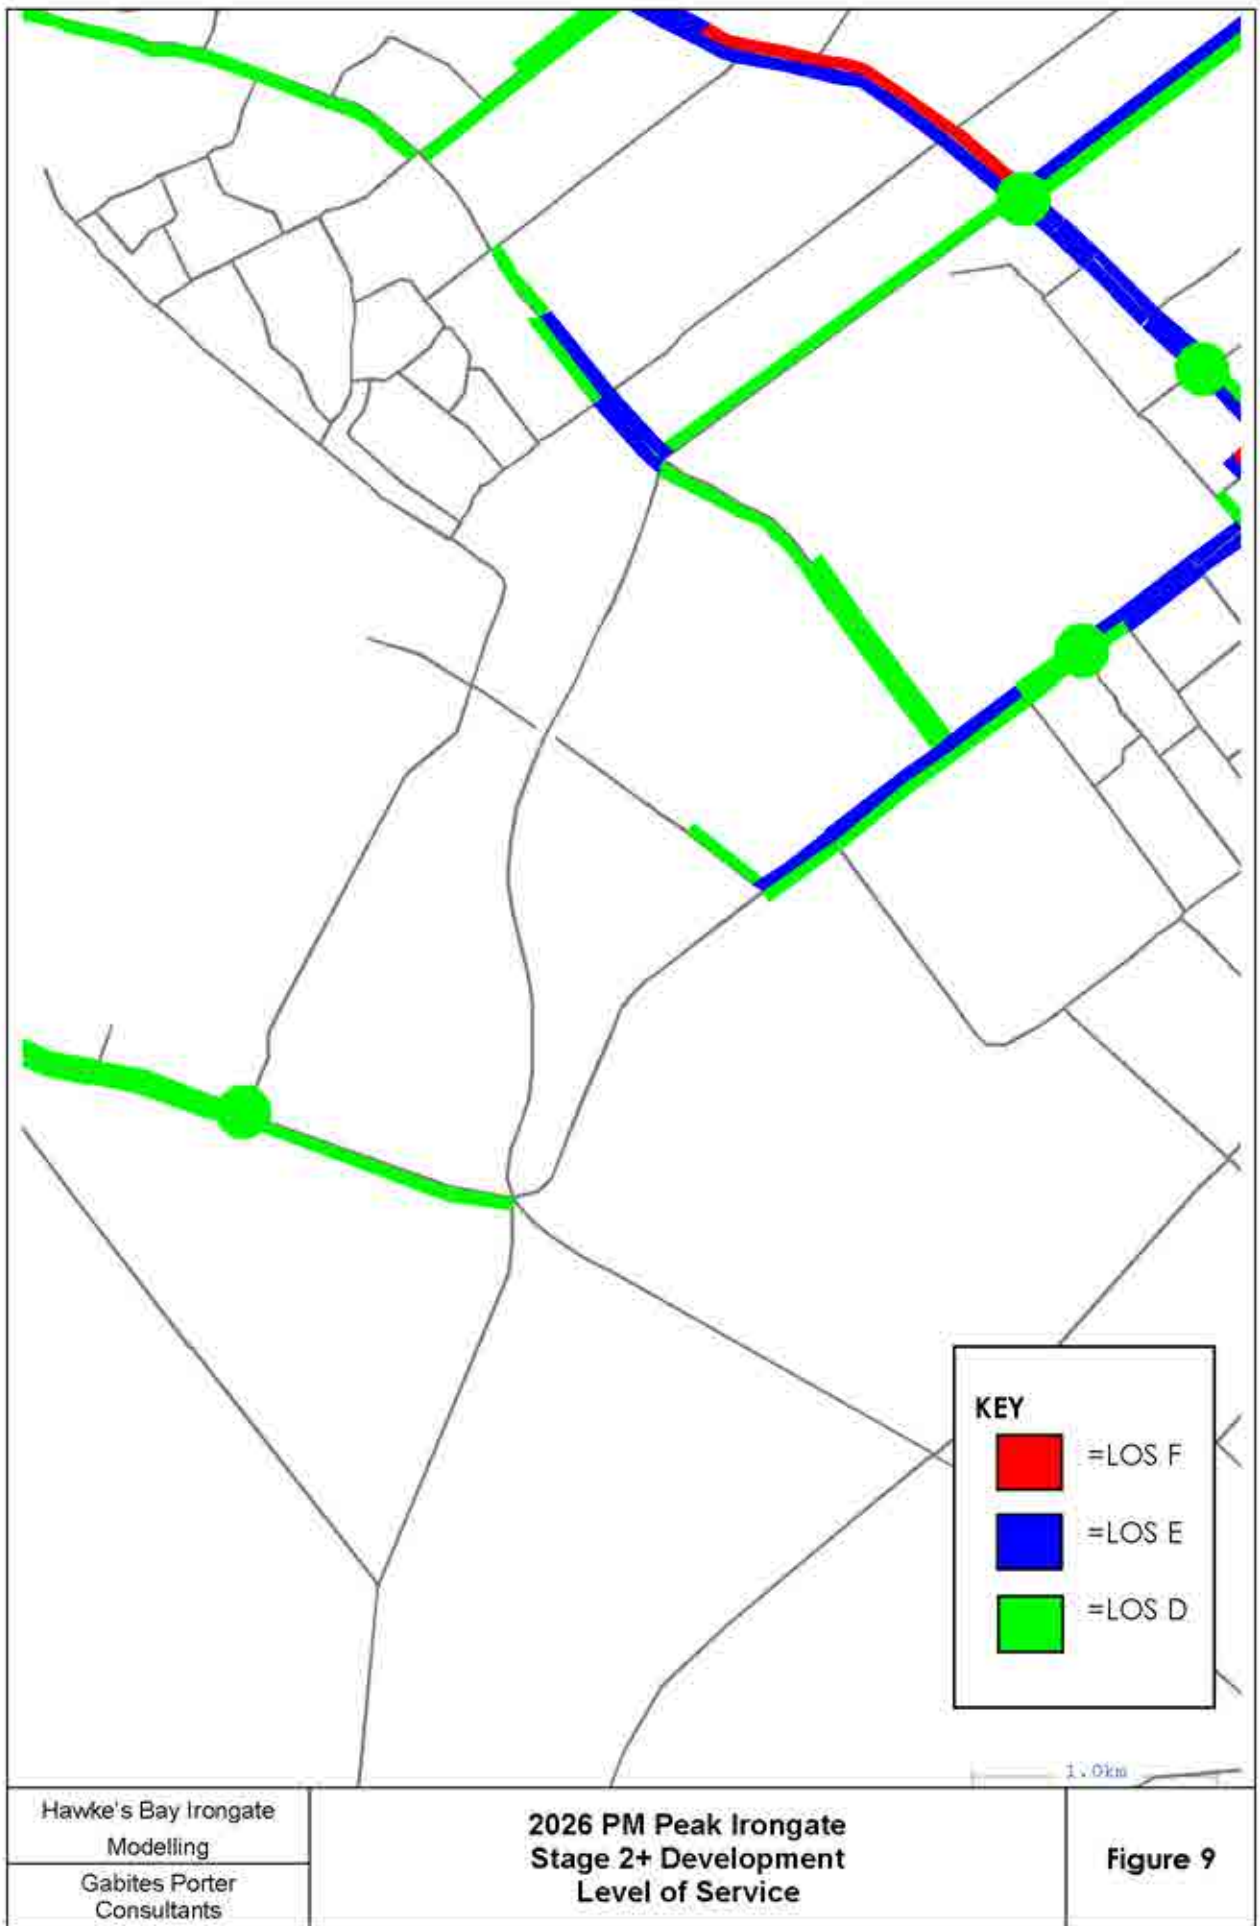 KEY
=LOS F
=LOS E
=LOS D
1.0km
Hawke's Bay Irongate
Modelling
Gabites Porter
Consultants
2026 PM Peak Irongate
Stage 2+ Development
Level of Service
Figure 9